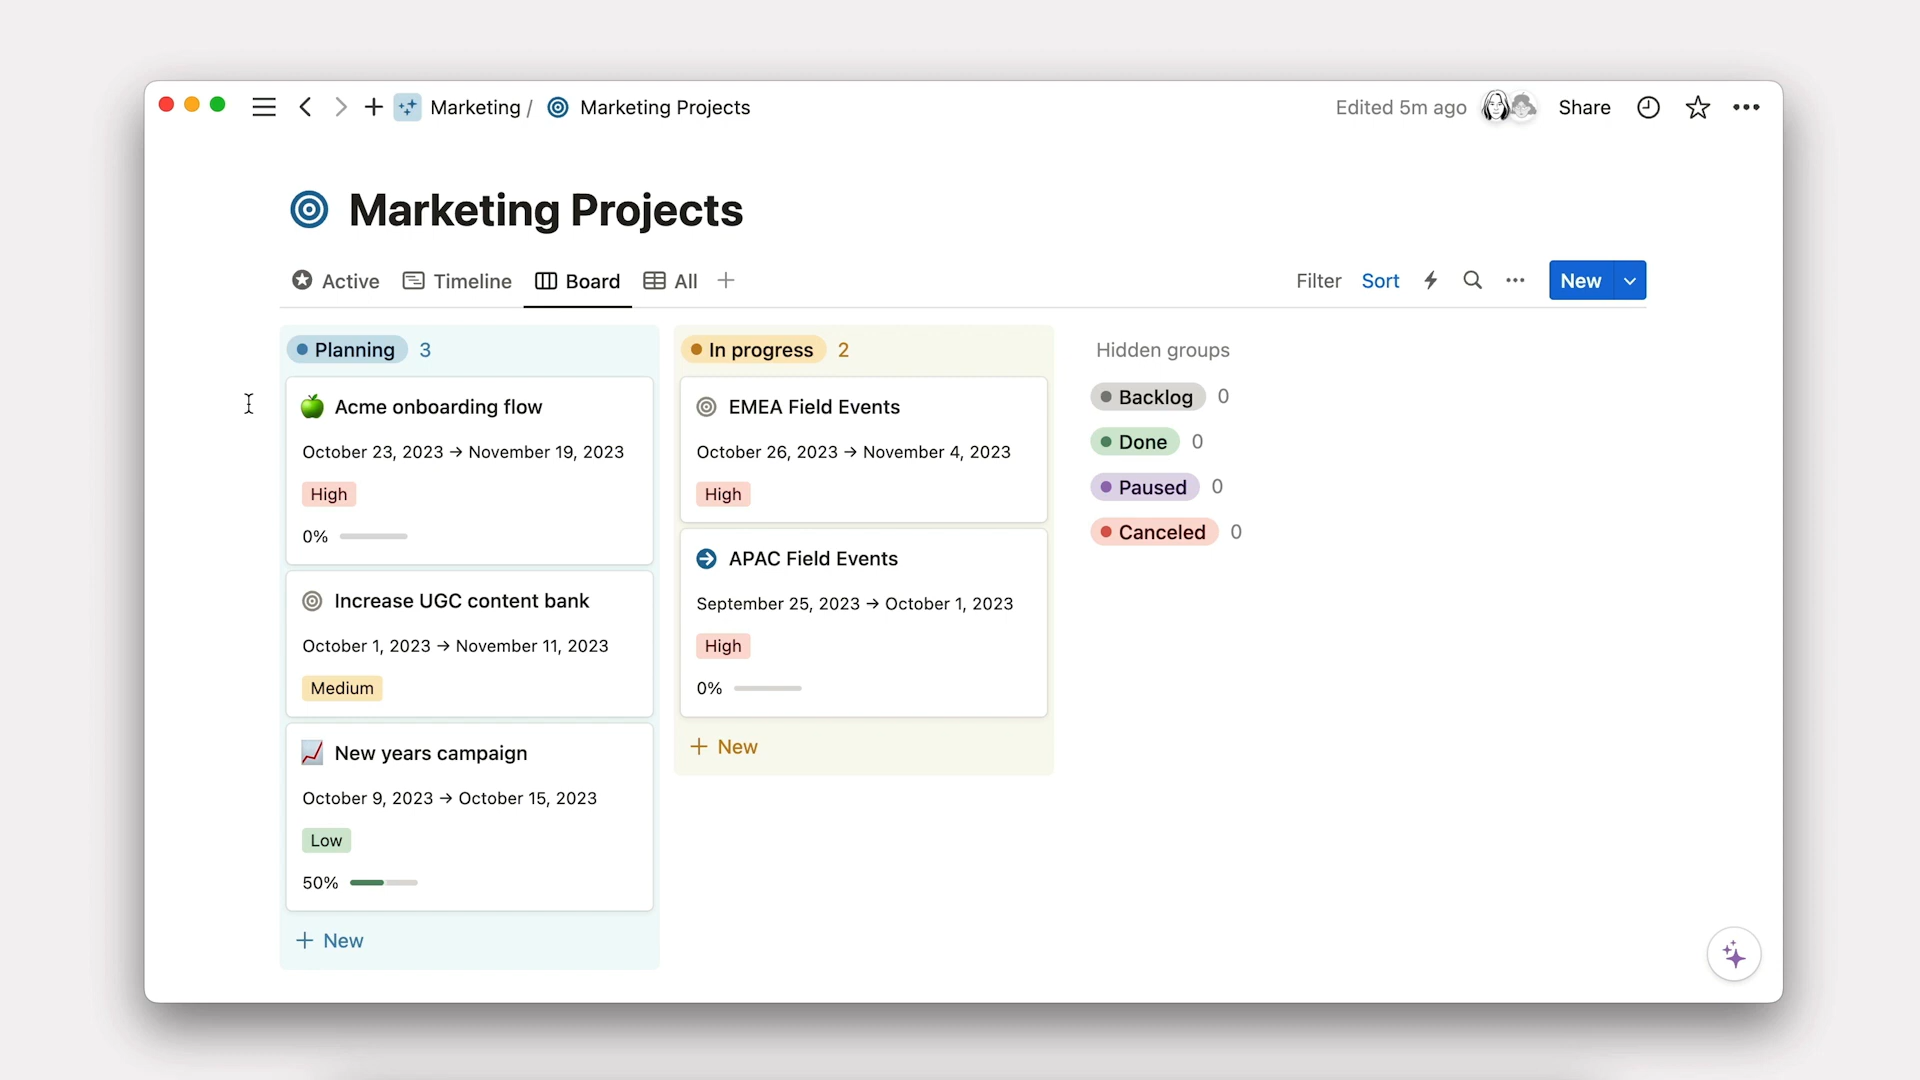 Marketing / Marketing Projects
Edited 5m ago
Share
Marketing Projects
Active
Timeline
Board
All
Filter
Sort
New
Planning 3
Acme onboarding flow
October 23, 2023 → November 19, 2023
High
0%
Increase UGC content bank
October 1, 2023 → November 11, 2023
Medium
New years campaign
October 9, 2023 → October 15, 2023
Low
50%
+ New
In progress 2
EMEA Field Events
October 26, 2023 → November 4, 2023
High
APAC Field Events
September 25, 2023 → October 1, 2023
High
0%
+ New
Hidden groups
Backlog 0
Done 0
Paused 0
Canceled 0